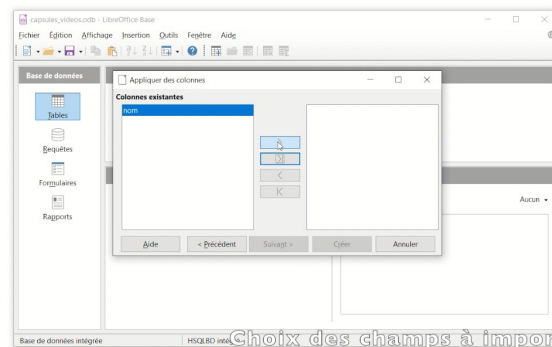 capsules_videos.odb - LibreOffice Base
Fichier Édition Affichage Insertion Outils Fenêtre Aide
Base de données
Tables
Requêtes
Formulaires
Rapports
Appliquer des colonnes
Colonnes existantes
nom
Aide
< Précédent
Suivant >
Créer
Annuler
Aucun
Base de données intégrée
HSQLBD
Choix des champs à impor